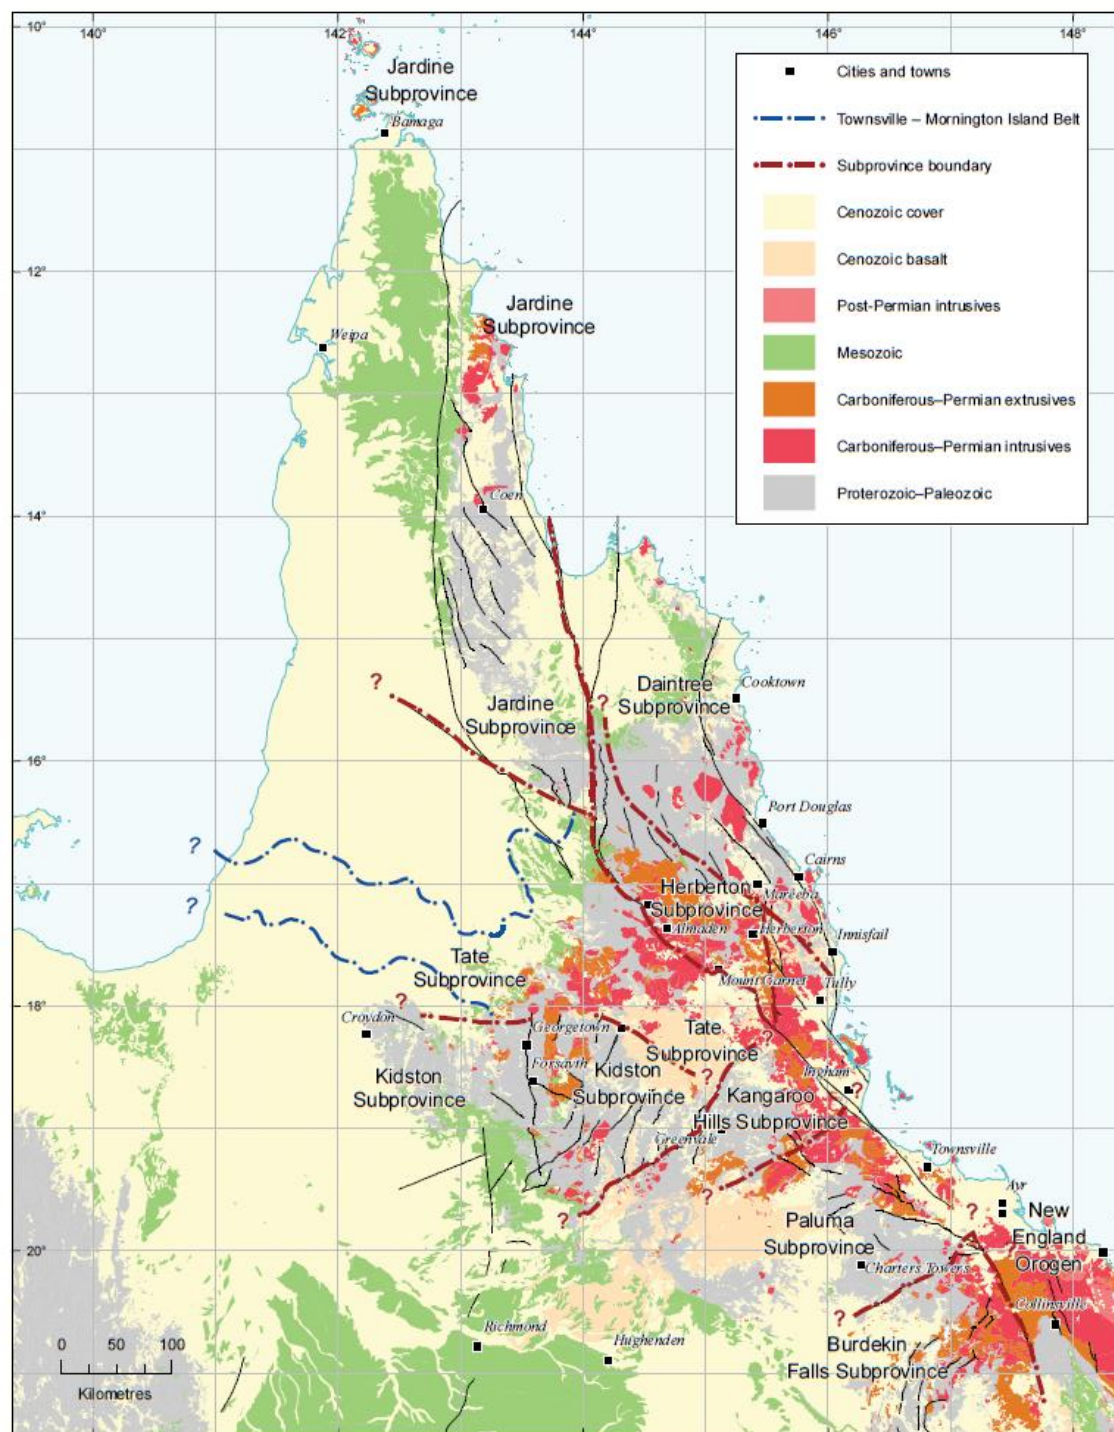 140°
142°
144°
146°
148°
10°
12°
14°
16°
18°
20°
Cities and towns
Townsville – Mornington Island Belt
Subprovince boundary
Cenozoic cover
Cenozoic basalt
Post-Permian intrusives
Mesozoic
Carboniferous–Permian extrusives
Carboniferous–Permian intrusives
Proterozoic–Paleozoic
Jardine
Subprovince
Bamaga
Jardine
Subprovince
Weipa
Coen
?
Jardine
Subprovince
?
Daintree
Subprovince
Cooktown
Port Douglas
?
Cairns
Herberton
Subprovince
Mareeba
?
Almaden
Herberton
Innisfail
Tate
Subprovince
Mount Garnet
Tully
?
Croydon
Georgetown
Tate
Subprovince
?
Forsayth
Kidston
Subprovince
Kidston
Subprovince
?
Ingham
?
Kangaroo
Hills Subprovince
Greenvale
Townsville
?
?
Ayr
?
New
England
Orogen
Paluma
Subprovince
Charters Towers
?
Collinsville
Burdekin
Falls Subprovince
Richmond
Hughenden
0 50 100
Kilometres